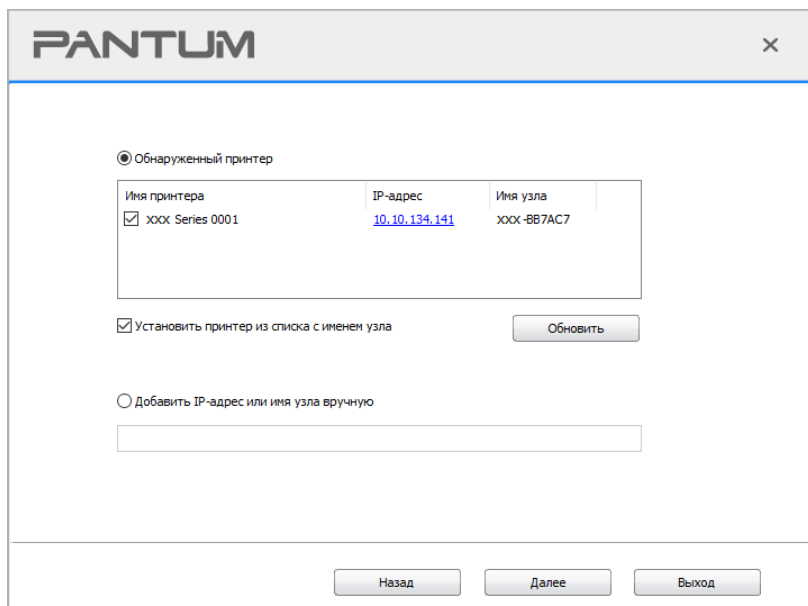 PANTUM
Обнаруженный принтер
Имя принтера IP-адрес Имя узла
XXX Series 0001 10.10.134.141 XXX-BB7AC7
Установить принтер из списка с именем узла
Обновить
Добавить IP-адрес или имя узла вручную
Назад Далее Выход